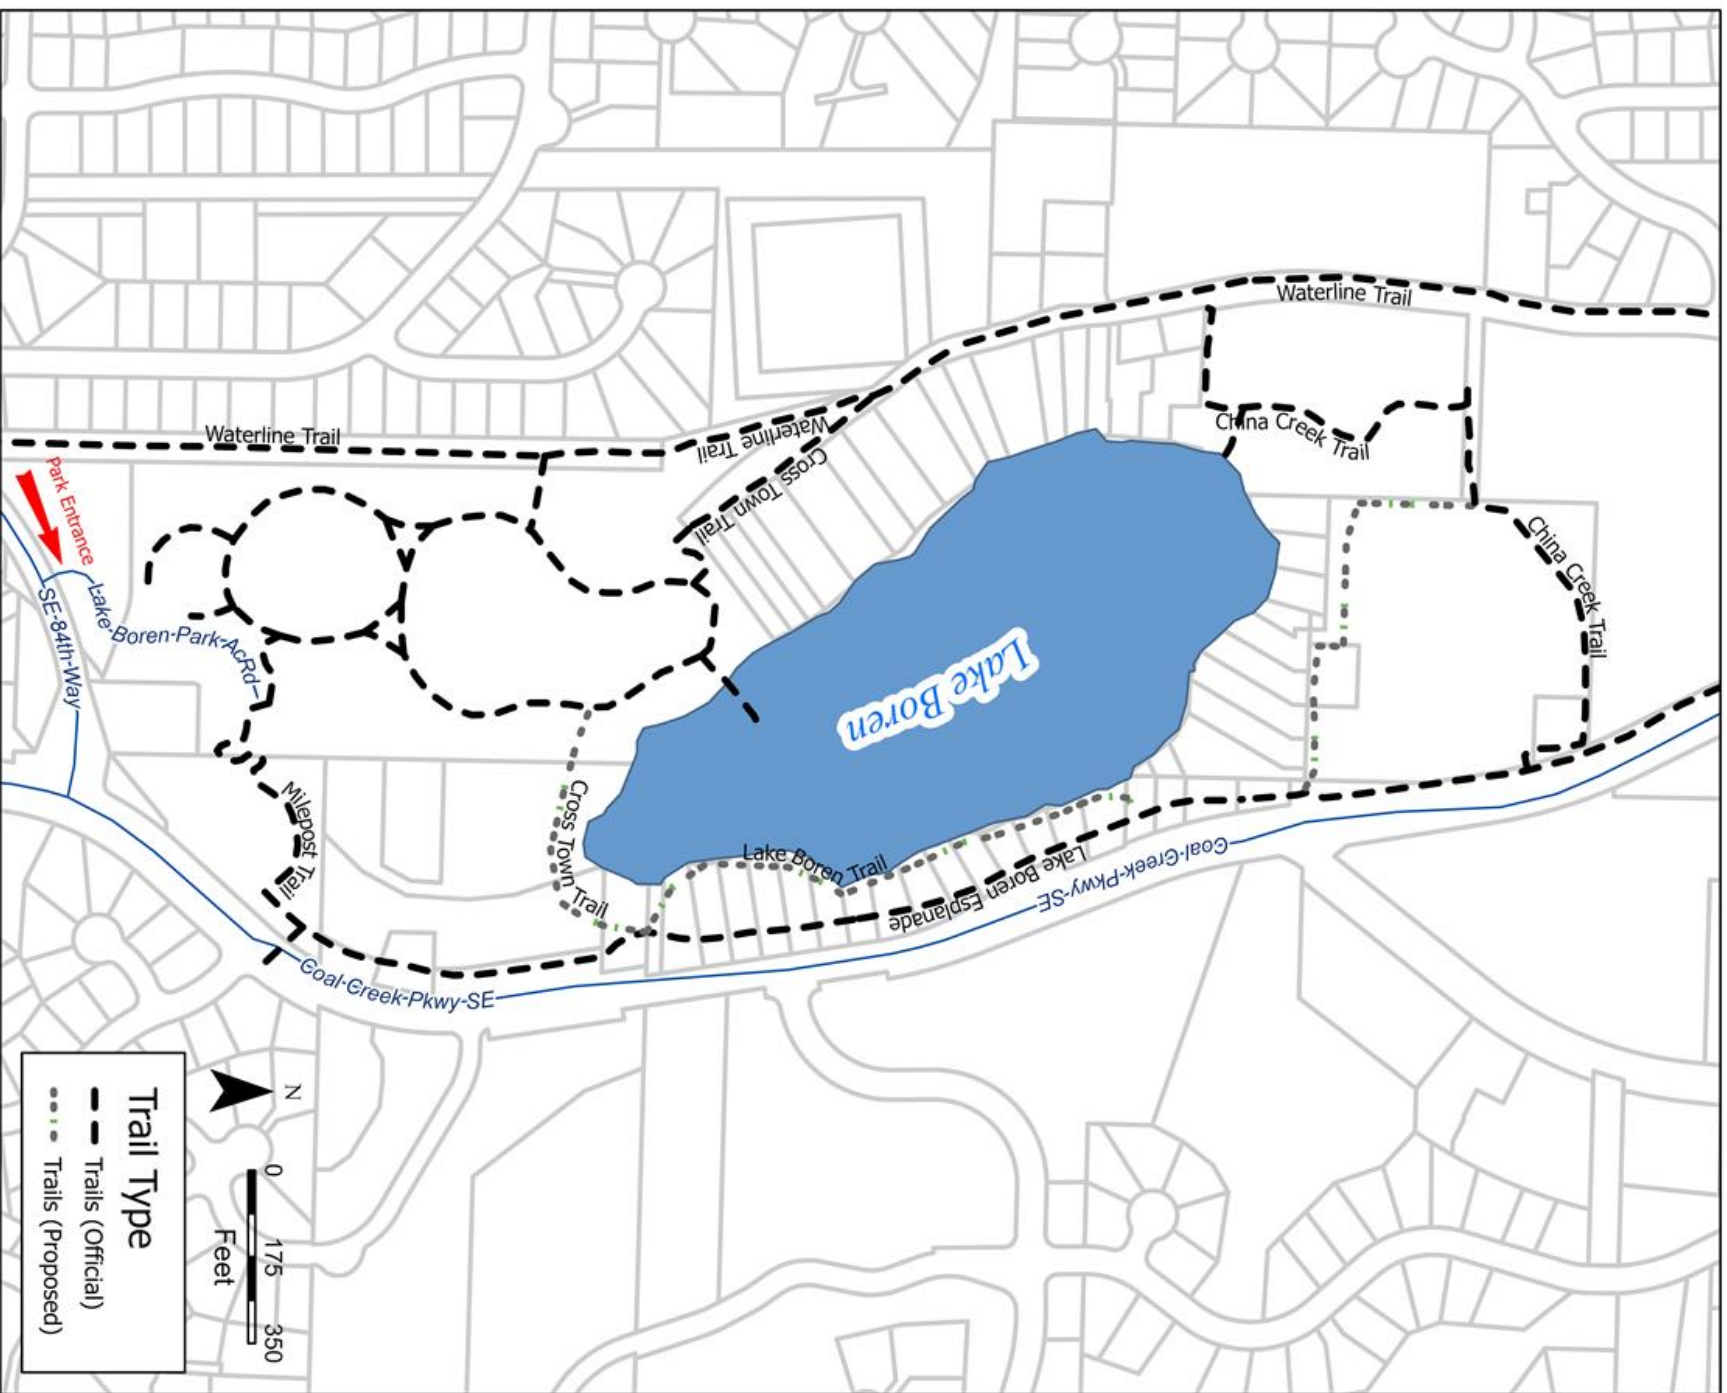 Waterline Trail
Waterline Trail
Waterline Trail
Cross Town Trail
China Creek Trail
China Creek Trail
Park Entrance
SE-84th-Way
Lake-Boren-Park-AcRd
Lake Boren
Milepost Trail
Cross Town Trail
Lake Boren Trail
Lake Boren Esplanade
Coal-Creek-Pkwy-SE
Coal-Creek-Pkwy-SE
N
0 175 350
Feet
Trail Type
Trails (Official)
Trails (Proposed)